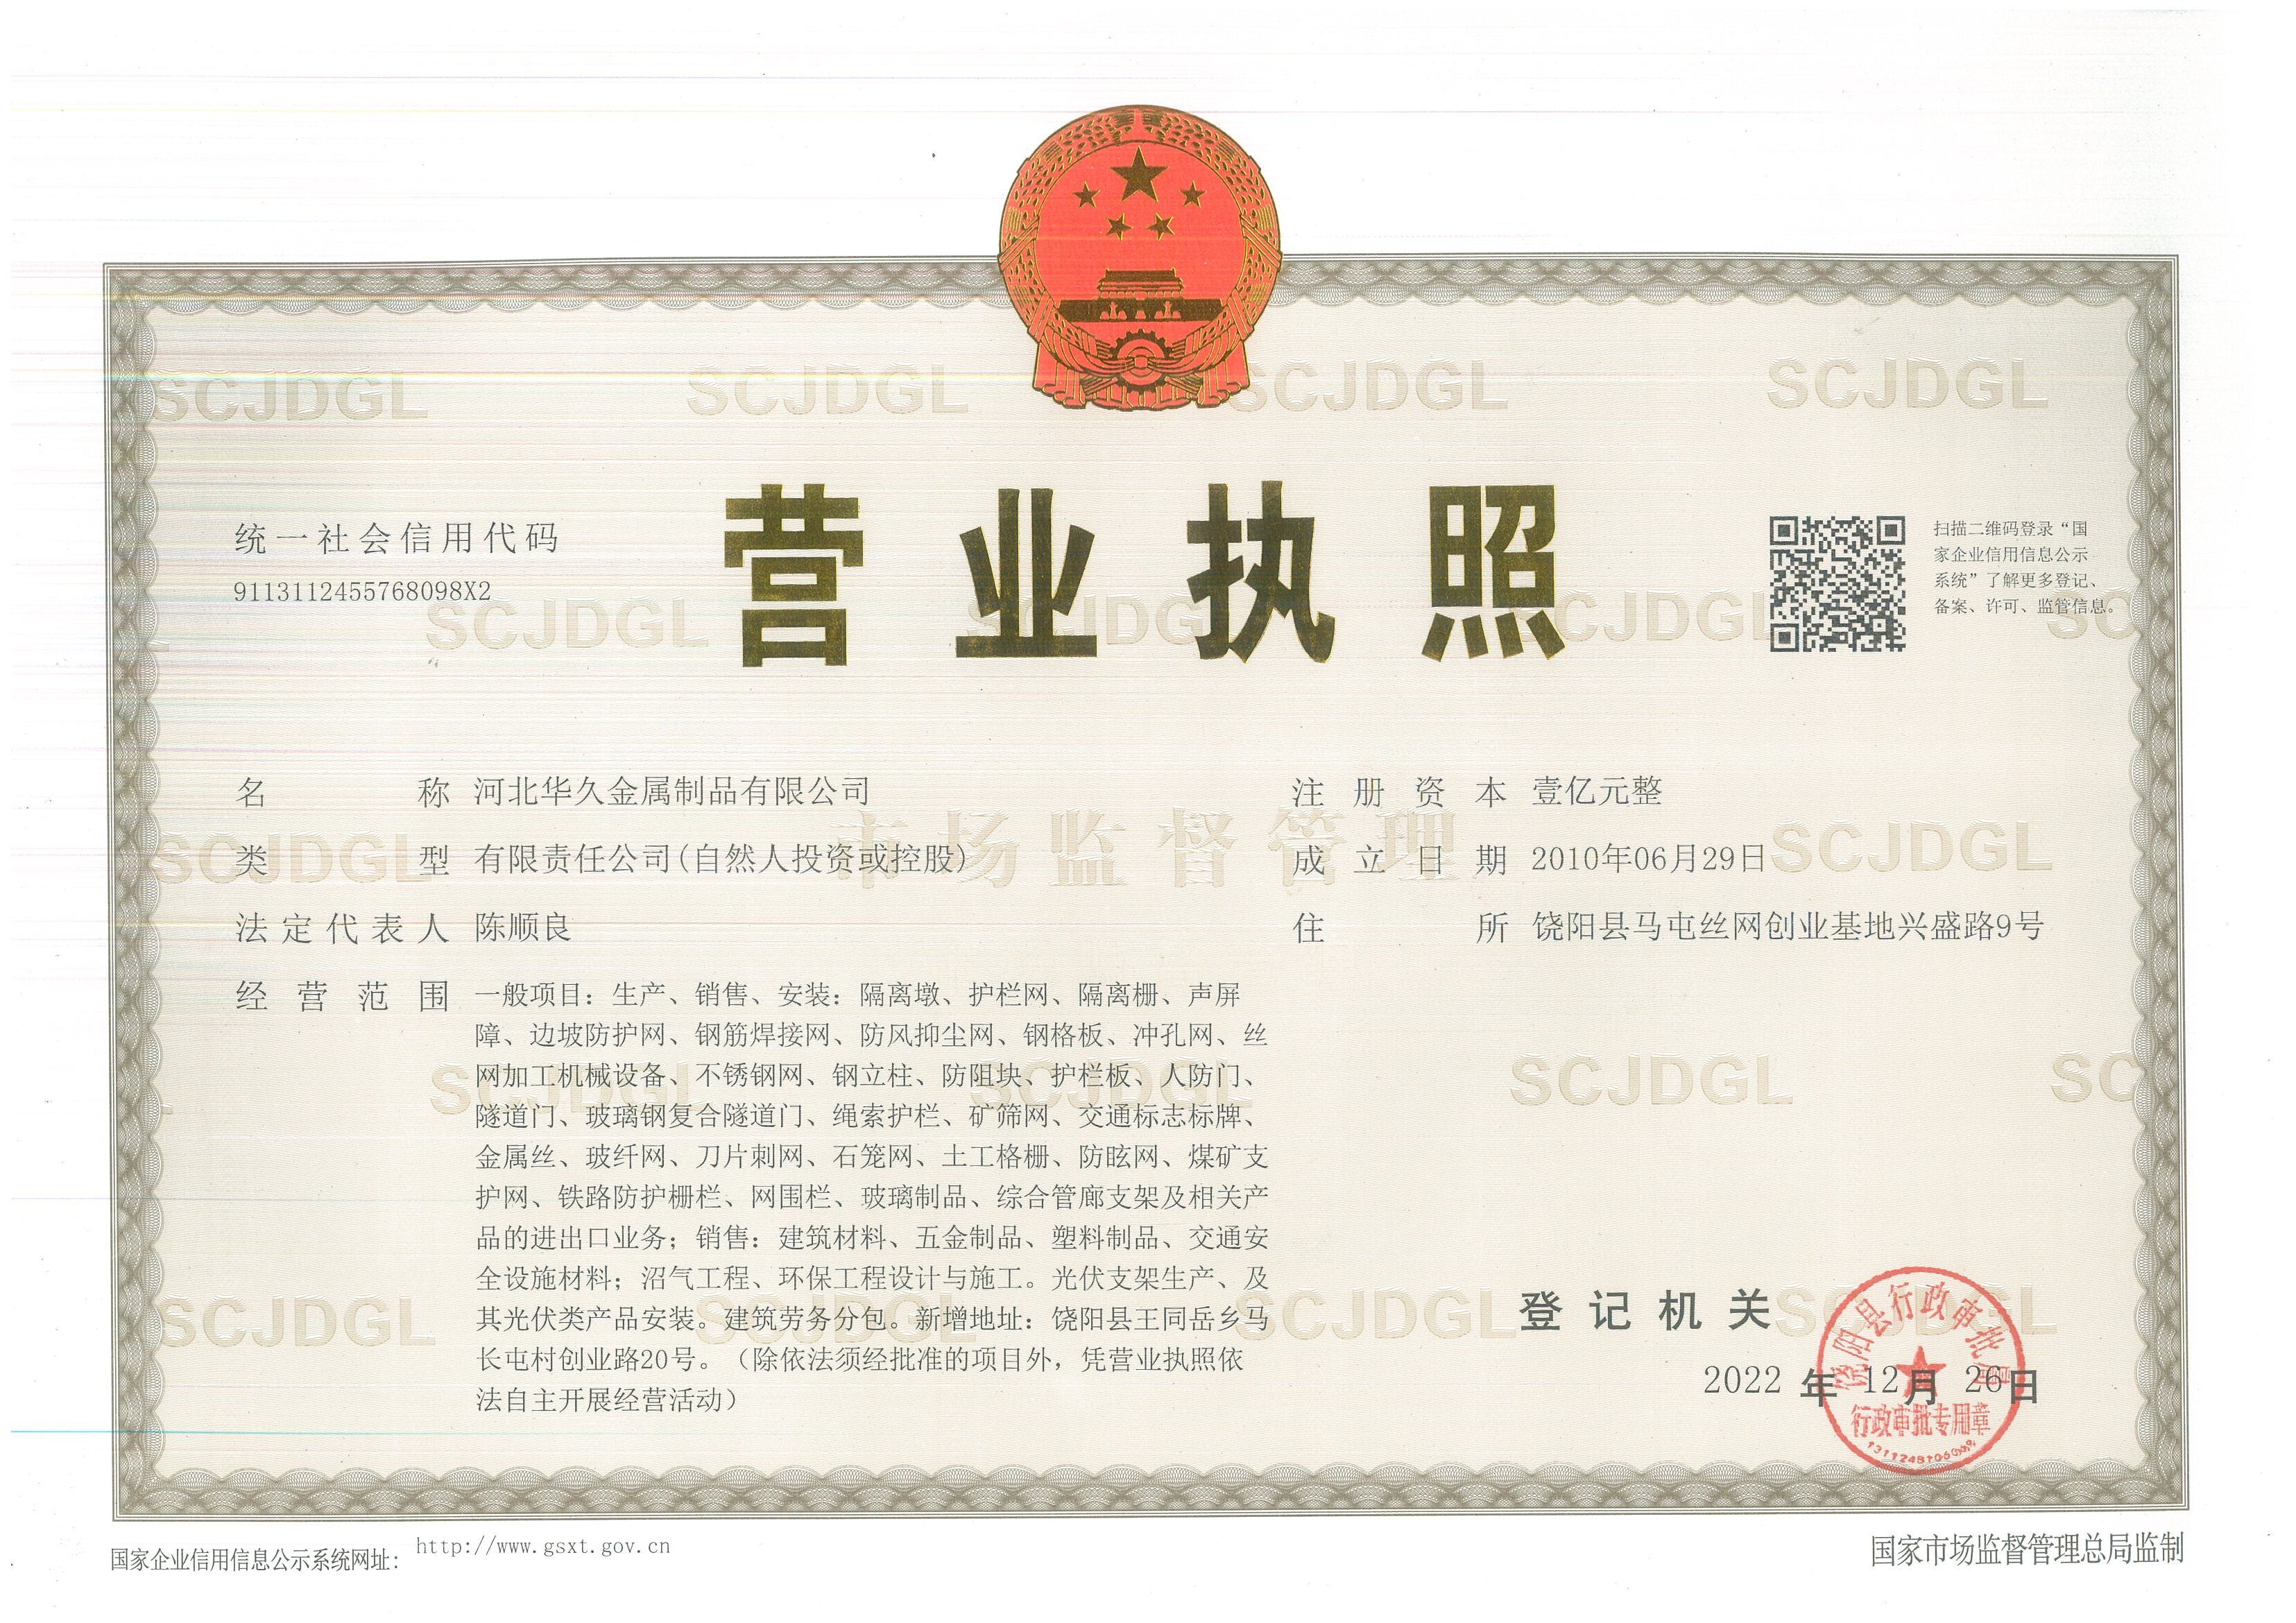 统一社会信用代码
9113112455768098X2
营业执照
扫描二维码登录“国
家企业信用信息公示
系统”了解更多登记、
备案、许可、监管信息。
名称 河北华久金属制品有限公司
类型 有限责任公司(自然人投资或控股)
法定代表人 陈顺良
经营范围 一般项目：生产、销售、安装：隔离墩、护栏网、隔离栅、声屏
障、边坡防护网、钢筋焊接网、防风抑尘网、钢格板、冲孔网、丝
网加工机械设备、不锈钢网、钢立柱、防阻块、护栏板、人防门、
隧道门、玻璃钢复合隧道门、绳索护栏、矿筛网、交通标志标牌、
金属丝、玻纤网、刀片刺网、石笼网、土工格栅、防眩网、煤矿支
护网、铁路防护栅栏、网围栏、玻璃制品、综合管廊支架及相关产
品的进出口业务；销售：建筑材料、五金制品、塑料制品、交通安
全设施材料；沼气工程、环保工程设计与施工。光伏支架生产、及
其光伏类产品安装。建筑劳务分包。新增地址：饶阳县王同岳乡马
长屯村创业路20号。（除依法须经批准的项目外，凭营业执照依
法自主开展经营活动）
注册资本 壹亿元整
成立日期 2010年06月29日
住所 饶阳县马屯丝网创业基地兴盛路9号
市场监督管理
SCJDGL
登记机关
2022 年 12月 26日
饶阳县行政审批局
行政审批专用章
国家企业信用信息公示系统网址：
http://www.gsxt.gov.cn
国家市场监督管理总局监制